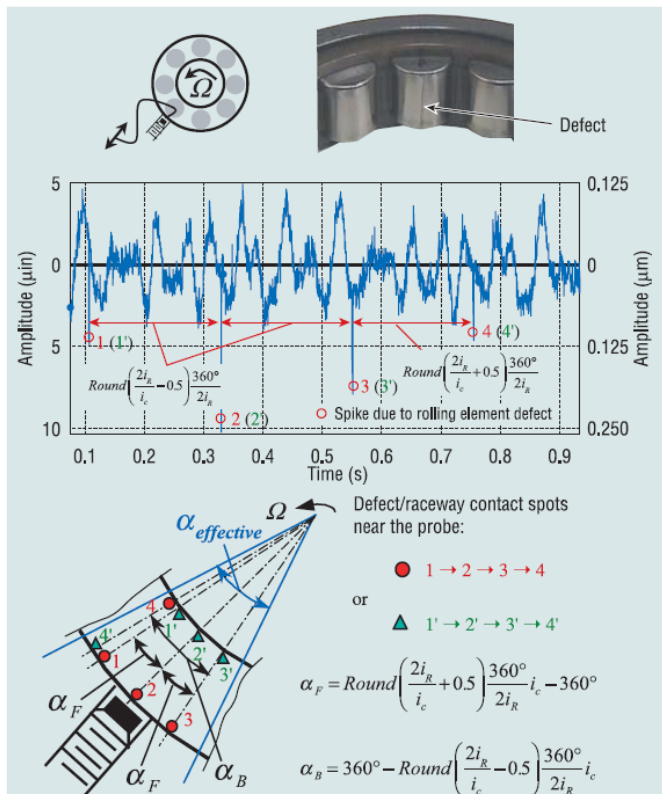 Ω
Defect
5
0
5
10
Amplitude (µin)
0.125
0
0.125
0.250
Amplitude (µm)
1 (1')
2 (2')
3 (3')
4 (4')
Round(2i_R/i_c − 0.5) 360°/2i_R
Round(2i_R/i_c + 0.5) 360°/2i_R
Spike due to rolling element defect
0.1 0.2 0.3 0.4 0.5 0.6 0.7 0.8 0.9
Time (s)
Ω
α_effective
4
1'
4'
1
2'
3'
2
3
α_F
α_F
α_B
Defect/raceway contact spots
near the probe:
1 → 2 → 3 → 4
or
1' → 2' → 3' → 4'
α_F = Round(2i_R/i_c + 0.5) 360°/2i_R i_c − 360°
α_B = 360° − Round(2i_R/i_c − 0.5) 360°/2i_R i_c